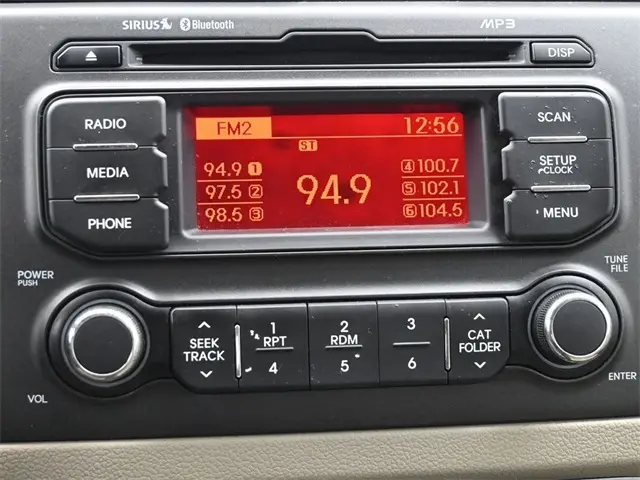 SIRIUS Bluetooth MP3
DISP
RADIO
MEDIA
PHONE
FM2 12:56
ST
94.9 1
97.5 2
98.5 3
94.9
4 100.7
5 102.1
6 104.5
SCAN
SETUP
CLOCK
MENU
POWER
PUSH
VOL
SEEK
TRACK
1
RPT
4
2
RDM
5
3
6
CAT
FOLDER
TUNE
FILE
ENTER